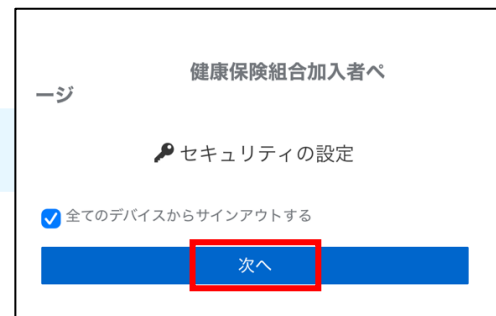 健康保険組合加入者ペ
ージ
セキュリティの設定
全てのデバイスからサインアウトする
次へ